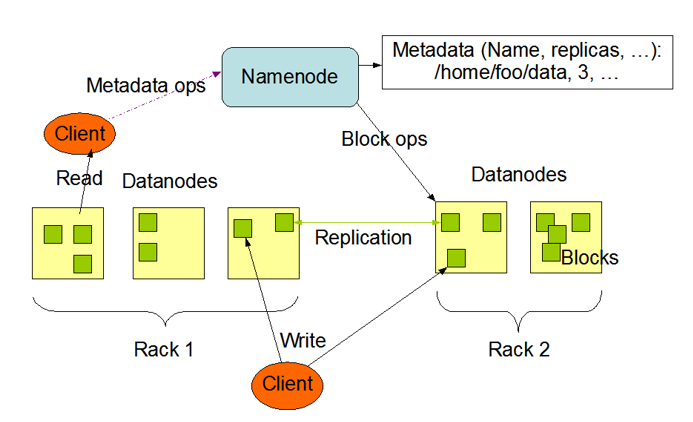 Metadata (Name, replicas, …):
/home/foo/data, 3, …
Namenode
Metadata ops
Client
Block ops
Read
Datanodes
Datanodes
Replication
Blocks
Rack 1
Write
Rack 2
Client